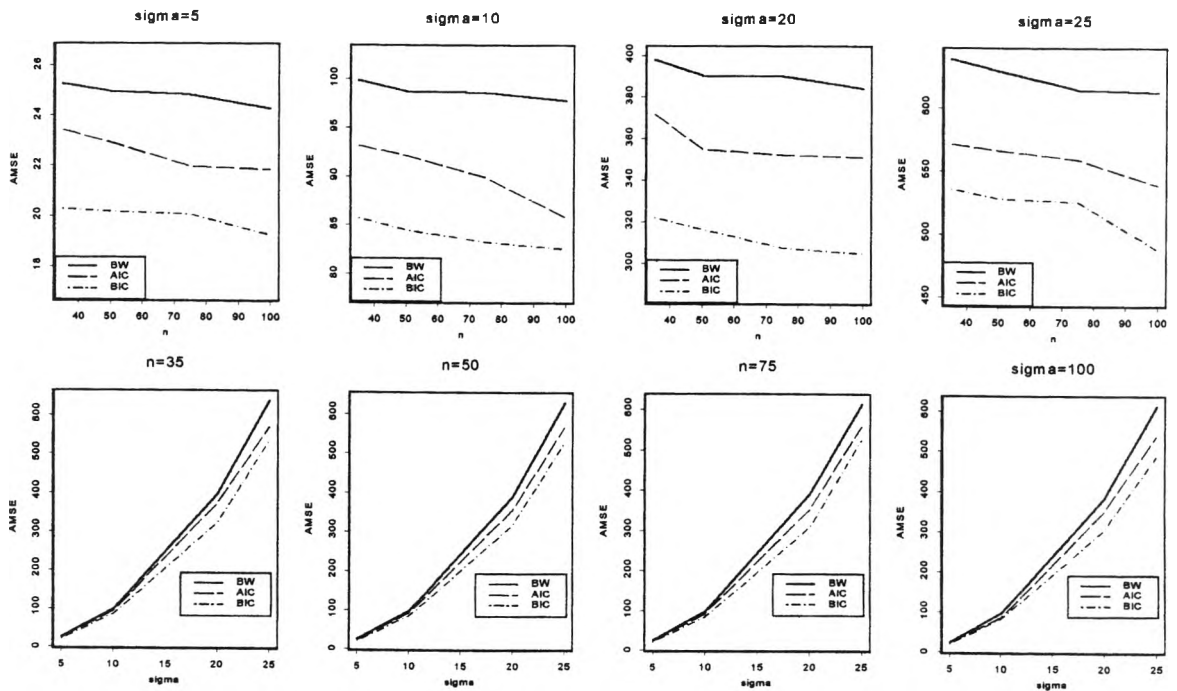 sigma=5
AMSE
26
24
22
20
18
BW
AIC
BIC
40 50 60 70 80 90 100
n
sigma=10
AMSE
100
95
90
85
80
BW
AIC
BIC
40 50 60 70 80 90 100
n
sigma=20
AMSE
400
380
360
340
320
300
BW
AIC
BIC
40 50 60 70 80 90 100
n
sigma=25
AMSE
600
550
500
450
BW
AIC
BIC
40 50 60 70 80 90 100
n
n=35
AMSE
600
500
400
300
200
100
0
BW
AIC
BIC
5 10 15 20 25
sigma
n=50
AMSE
600
500
400
300
200
100
0
BW
AIC
BIC
5 10 15 20 25
sigma
n=75
AMSE
600
500
400
300
200
100
0
BW
AIC
BIC
5 10 15 20 25
sigma
sigma=100
AMSE
600
500
400
300
200
100
0
BW
AIC
BIC
5 10 15 20 25
sigma